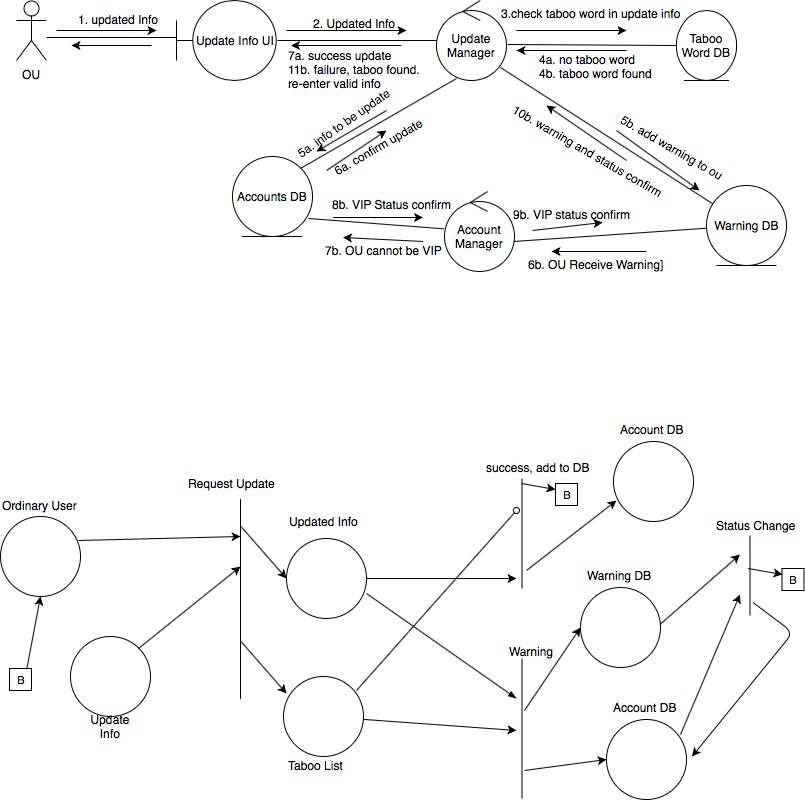 1. updated Info
OU
Update Info UI
2. Updated Info
7a. success update
11b. failure, taboo found.
re-enter valid info
Update
Manager
3.check taboo word in update info
4a. no taboo word
4b. taboo word found
Taboo
Word DB
5a. info to be update
6a. confirm update
10b. warning and status confirm
5b. add warning to ou
Accounts DB
8b. VIP Status confirm
7b. OU cannot be VIP
Account
Manager
9b. VIP status confirm
6b. OU Receive Warning]
Warning DB
Account DB
success, add to DB
B
Request Update
Ordinary User
Updated Info
Status Change
Warning DB
B
Warning
B
Update
Info
Account DB
Taboo List